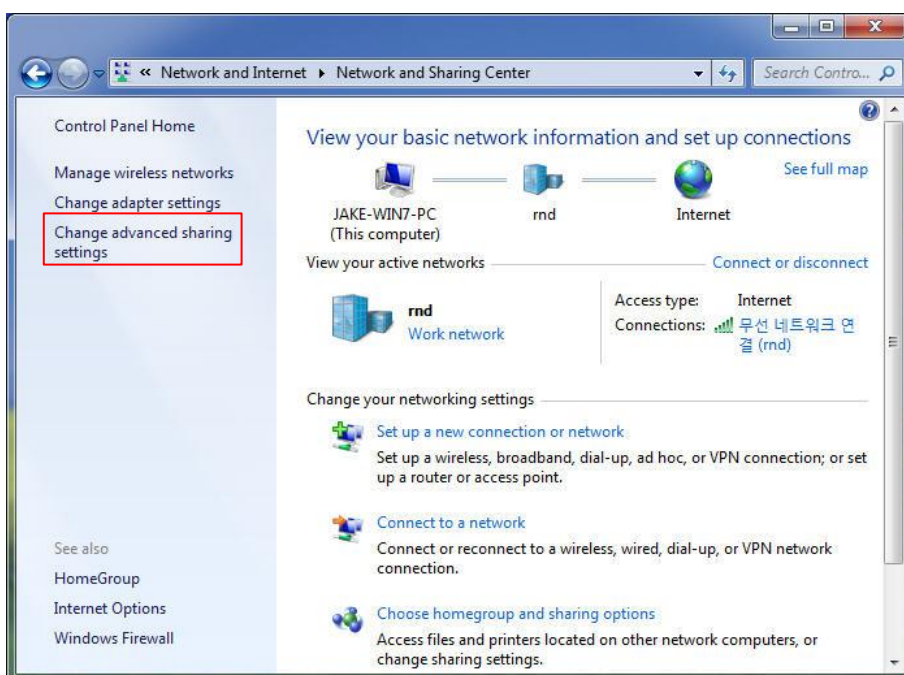 « Network and Internet ▸ Network and Sharing Center
Search Contro...
Control Panel Home
Manage wireless networks
Change adapter settings
Change advanced sharing
settings
See also
HomeGroup
Internet Options
Windows Firewall
View your basic network information and set up connections
See full map
JAKE-WIN7-PC
(This computer)
rnd
Internet
View your active networks
Connect or disconnect
rnd
Work network
Access type: Internet
Connections: 무선 네트워크 연
결 (rnd)
Change your networking settings
Set up a new connection or network
Set up a wireless, broadband, dial-up, ad hoc, or VPN connection; or set
up a router or access point.
Connect to a network
Connect or reconnect to a wireless, wired, dial-up, or VPN network
connection.
Choose homegroup and sharing options
Access files and printers located on other network computers, or
change sharing settings.